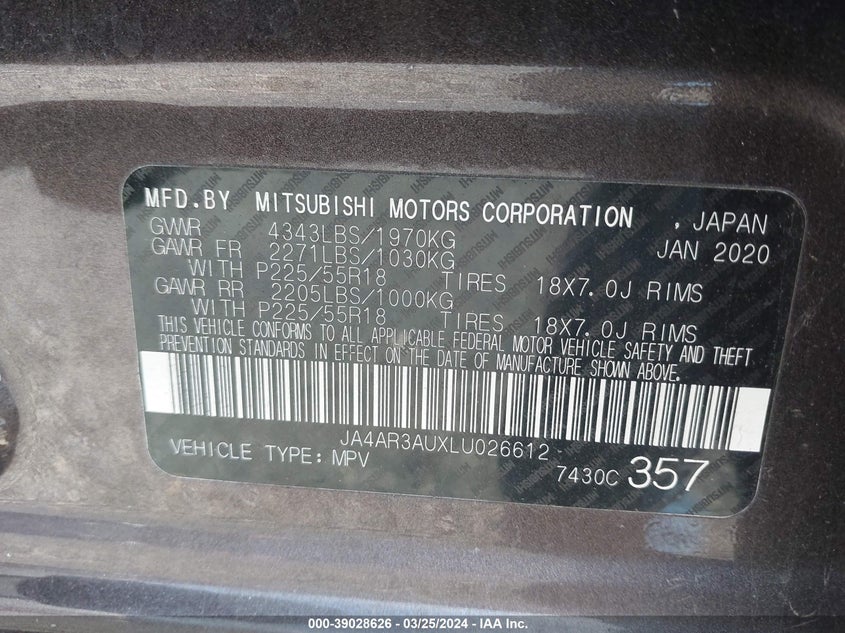 MFD.BY MITSUBISHI MOTORS CORPORATION , JAPAN
GVWR 4343LBS/1970KG JAN 2020
GAWR FR 2271LBS/1030KG
WITH P225/55R18 TIRES 18X7.0J RIMS
GAWR RR 2205LBS/1000KG
WITH P225/55R18 TIRES 18X7.0J RIMS
THIS VEHICLE CONFORMS TO ALL APPLICABLE FEDERAL MOTOR VEHICLE SAFETY AND THEFT
PREVENTION STANDARDS IN EFFECT ON THE DATE OF MANUFACTURE SHOWN ABOVE.
JA4AR3AUXLU026612
VEHICLE TYPE: MPV 7430C 357
000-39028626 - 03/25/2024 - IAA Inc.